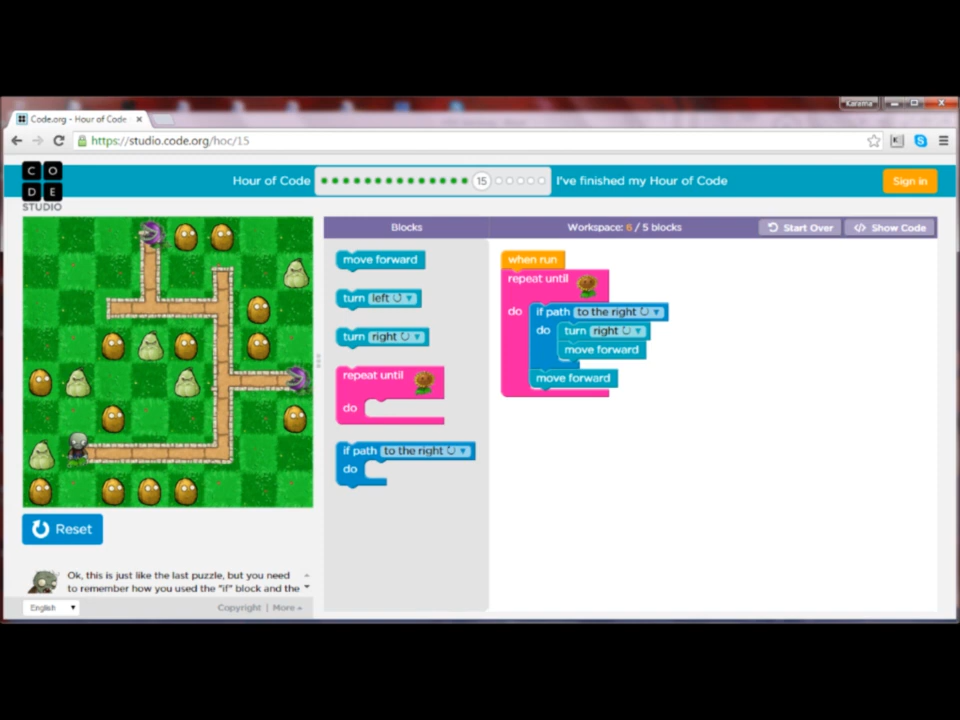 Karama
Code.org - Hour of Code
https://studio.code.org/hoc/15
C O
D E
STUDIO
Hour of Code 15 I've finished my Hour of Code
Sign in
Blocks
Workspace: 6 / 5 blocks
Start Over
Show Code
move forward
turn left
turn right
repeat until
do
if path to the right
do
when run
repeat until
do
if path to the right
do
turn right
move forward
move forward
Reset
Ok, this is just like the last puzzle, but you need
to remember how you used the "if" block and the
English
Copyright | More